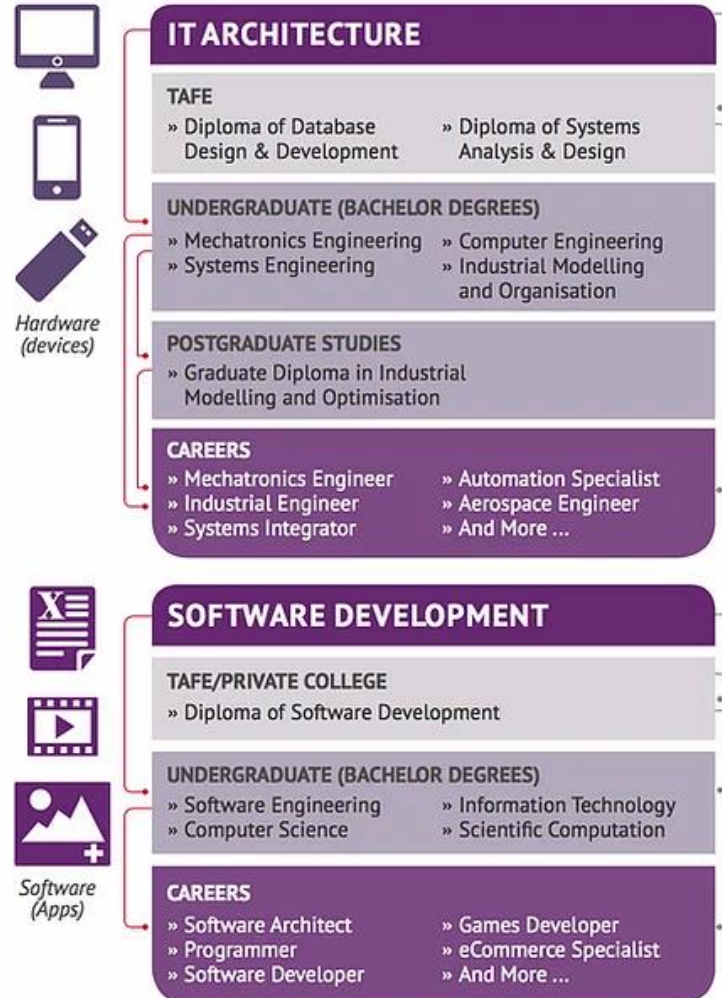 IT ARCHITECTURE
TAFE
» Diploma of Database
Design & Development
» Diploma of Systems
Analysis & Design
UNDERGRADUATE (BACHELOR DEGREES)
» Mechatronics Engineering
» Systems Engineering
» Computer Engineering
» Industrial Modelling
and Organisation
Hardware
(devices)
POSTGRADUATE STUDIES
» Graduate Diploma in Industrial
Modelling and Optimisation
CAREERS
» Mechatronics Engineer
» Industrial Engineer
» Systems Integrator
» Automation Specialist
» Aerospace Engineer
» And More ...
X
SOFTWARE DEVELOPMENT
TAFE/PRIVATE COLLEGE
» Diploma of Software Development
UNDERGRADUATE (BACHELOR DEGREES)
» Software Engineering
» Computer Science
» Information Technology
» Scientific Computation
Software
(Apps)
CAREERS
» Software Architect
» Programmer
» Software Developer
» Games Developer
» eCommerce Specialist
» And More ...